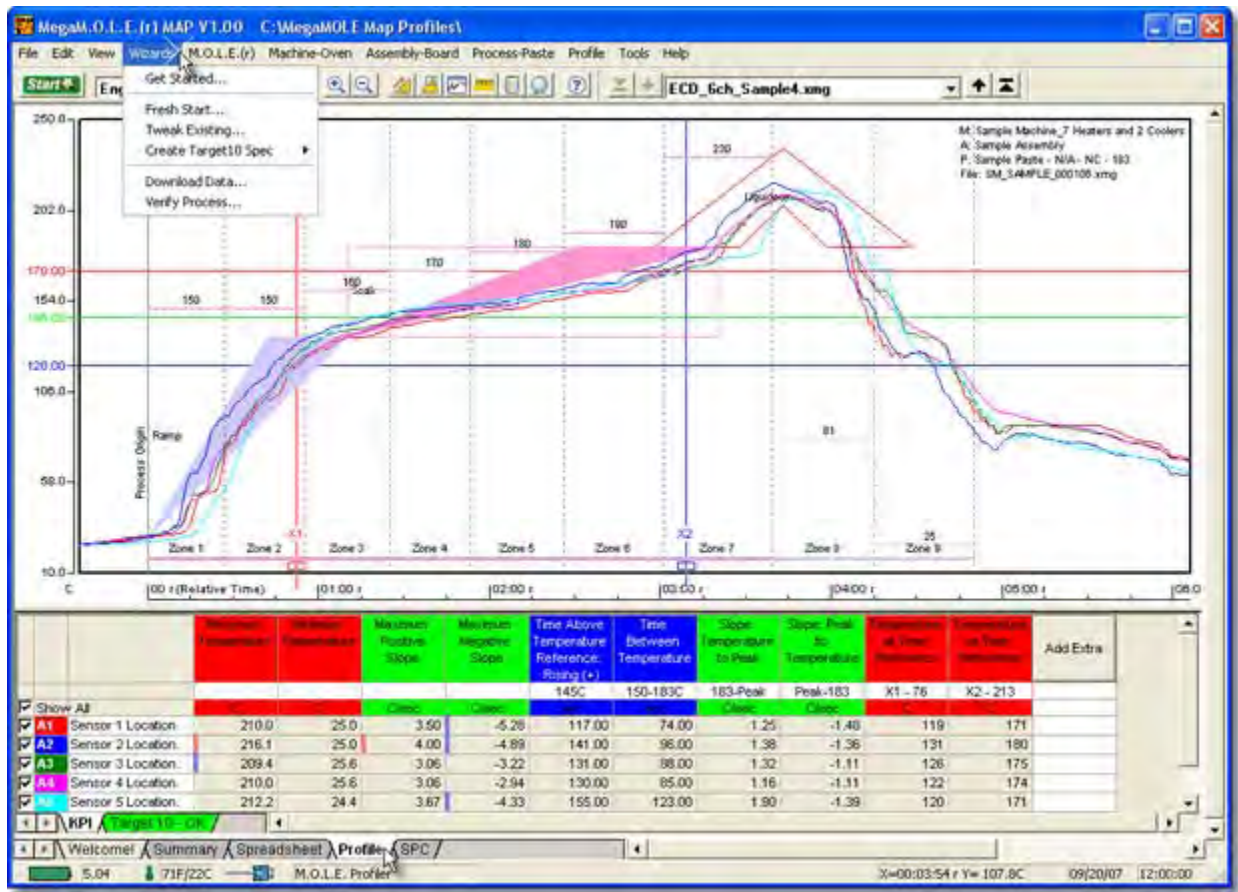 MegaM.O.L.E.(r) MAP V1.00 C:\MegaMOLE Map Profiles\
File Edit View Wizards M.O.L.E.(r) Machine-Oven Assembly-Board Process-Paste Profile Tools Help
Start Eng ECD_6ch_Sample4.xmg
Get Started...
Fresh Start...
Tweak Existing...
Create Target10 Spec
Download Data...
Verify Process...
M: Sample Machine_7 Heaters and 2 Coolers
A: Sample Assembly
P: Sample Paste - N/A- NC - 183
File: SM_SAMPLE_000106.xmg
250.0
230
Liquidous
202.0
180
180
170
170.00
160
Soak
154.0
150 150
120.00
106.0
81
Ramp
Process Origin
58.0
X1 X2
25
Zone 1 Zone 2 Zone 3 Zone 4 Zone 5 Zone 6 Zone 7 Zone 8 Zone 9
10.0
C 00 r(Relative Time) 01:00 r 02:00 r 03:00 r 04:00 r 05:00 r 06:0
Maximum Temperature
Maximum Positive Slope
Maximum Negative Slope
Time Above Temperature Reference: Rising (+)
Time Between Temperature
Slope: Temperature to Peak
Slope: Peak to Temperature
Add Extra
145C 150-183C 183-Peak Peak-183 X1 - 76 X2 - 213
Show All
A1 Sensor 1 Location. 210.0 25.0 3.50 -5.28 117.00 74.00 1.25 -1.48 119 171
A2 Sensor 2 Location. 216.1 25.0 4.00 -4.89 141.00 96.00 1.38 -1.36 131 180
A3 Sensor 3 Location. 209.4 25.6 3.06 -3.22 131.00 88.00 1.32 -1.11 126 175
A4 Sensor 4 Location. 210.0 25.6 3.06 -2.94 130.00 85.00 1.16 -1.11 122 174
Sensor 5 Location. 212.2 24.4 3.67 -4.33 155.00 123.00 1.90 -1.39 120 171
KPI Target 10 - OK
Welcome! Summary Spreadsheet Profile SPC
5.04 71F/22C M.O.L.E. Profiler X=00:03:54 r Y= 107.8C 09/20/07 12:00:00